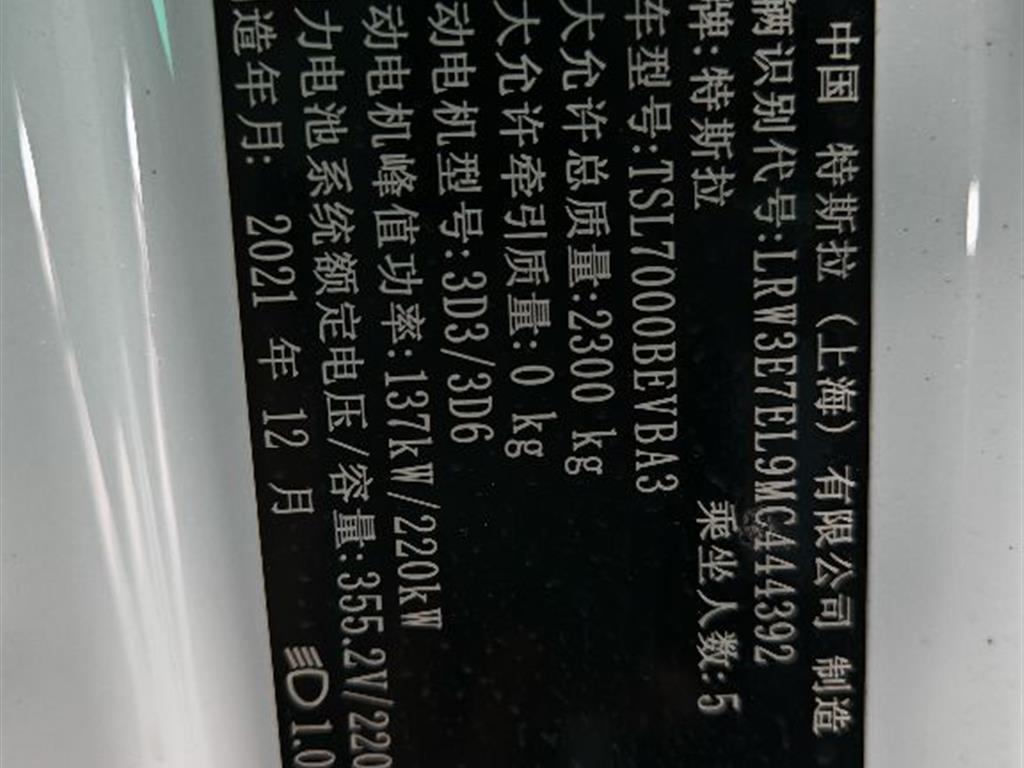 中国 特斯拉（上海）有限公司 制造
辆识别代号:LRW3E7EL9MC444392
牌:特斯拉 乘坐人数:5
车型号:TSL7000BEVBA3
大允许总质量:2300 kg
大允许牵引质量:0 kg
动电机型号:3D3/3D6
动电机峰值功率:137kW/220kW
力电池系统额定电压/容量:355.2V/220
造年月: 2021 年 12 月 1.0